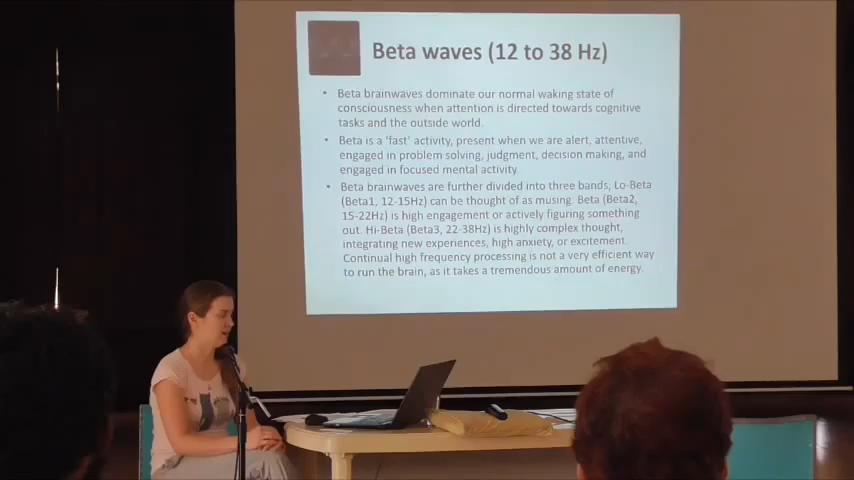 Beta waves (12 to 38 Hz)
• Beta brainwaves dominate our normal waking state of
consciousness when attention is directed towards cognitive
tasks and the outside world.
• Beta is a 'fast' activity, present when we are alert, attentive,
engaged in problem solving, judgment, decision making, and
engaged in focused mental activity.
• Beta brainwaves are further divided into three bands, Lo-Beta
(Beta1, 12-15Hz) can be thought of as musing. Beta (Beta2,
15-22Hz) is high engagement or actively figuring something
out. Hi-Beta (Beta3, 22-38Hz) is highly complex thought,
integrating new experiences, high anxiety, or excitement.
Continual high frequency processing is not a very efficient way
to run the brain, as it takes a tremendous amount of energy.